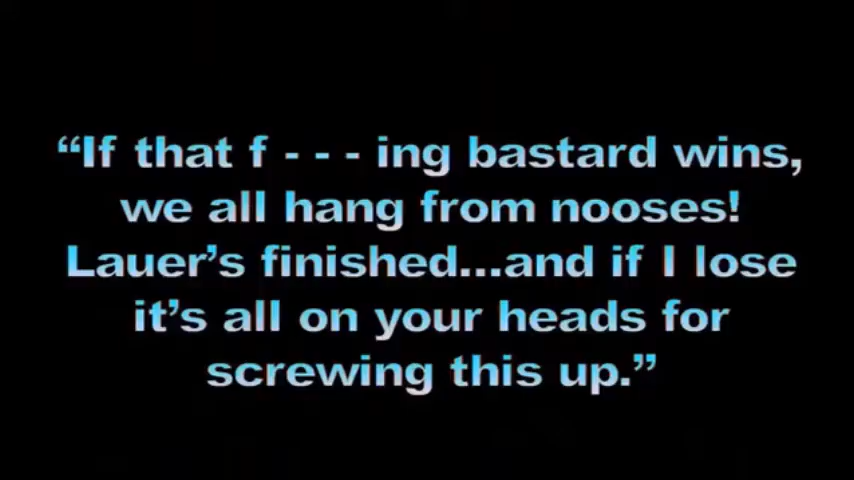 “If that f - - - ing bastard wins,
we all hang from nooses!
Lauer’s finished...and if I lose
it’s all on your heads for
screwing this up.”